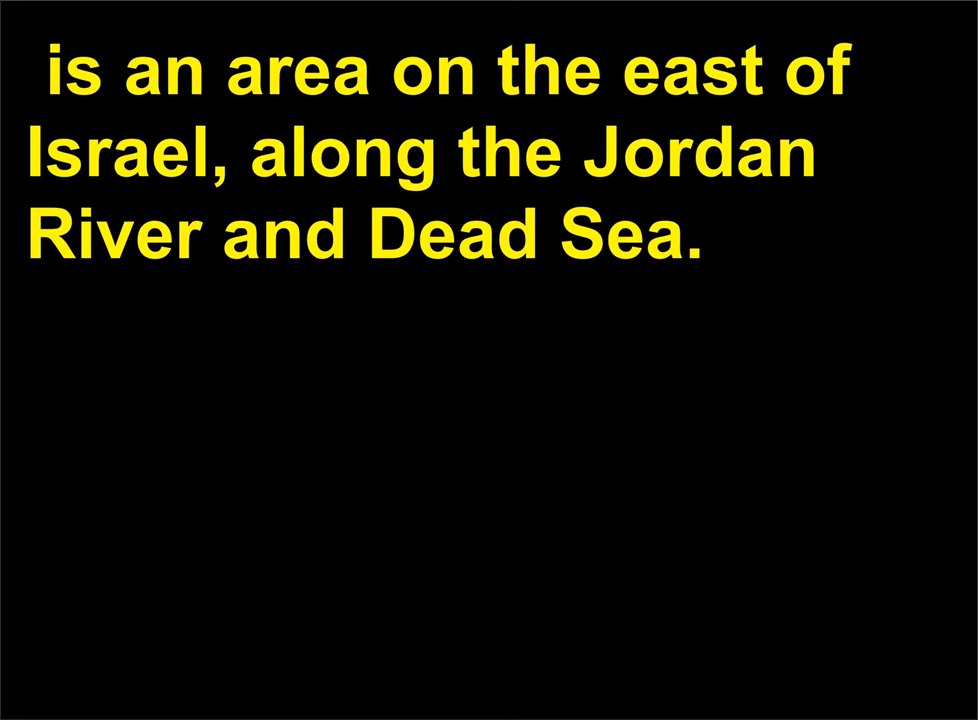 is an area on the east of
Israel, along the Jordan
River and Dead Sea.